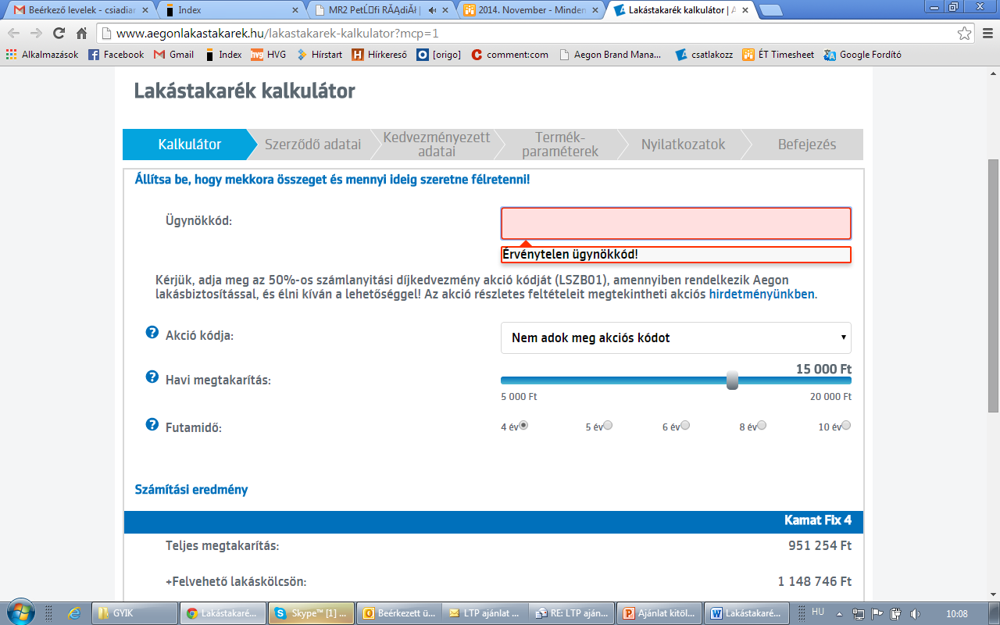 Beérkező levelek - csiadiar
Index
MR2 PetĹ
2014. November - Minden
Lakástakarék kalkulátor | A
www.aegonlakastakarek.hu/lakastakarek-kalkulator?mcp=1
Alkalmazások Facebook Gmail Index HVG Hírstart Hírkereső [origo] comment:com Aegon Brand Mana... csatlakozz ÉT Timesheet Google Fordító
Lakástakarék kalkulátor
Kalkulátor
Szerződő adatai
Kedvezményezett
adatai
Termék-
paraméterek
Nyilatkozatok
Befejezés
Állítsa be, hogy mekkora összeget és mennyi ideig szeretne félretenni!
Ügynökkód:
Érvénytelen ügynökkód!
Kérjük, adja meg az 50%-os számlanyitási díjkedvezmény akció kódját (LSZB01), amennyiben rendelkezik Aegon
lakásbiztosítással, és élni kíván a lehetőséggel! Az akció részletes feltételeit megtekintheti akciós hirdetményünkben.
? Akció kódja:
Nem adok meg akciós kódot
15 000 Ft
? Havi megtakarítás:
5 000 Ft 20 000 Ft
? Futamidő:
4 év 5 év 6 év 8 év 10 év
Számítási eredmény
Kamat Fix 4
Teljes megtakarítás: 951 254 Ft
+Felvehető lakáskölcsön: 1 148 746 Ft
GYIK
Lakástakaré...
Skype™ [1] ...
Beérkezett ü...
LTP ajánlat ...
RE: LTP aján...
Ajánlat kitöl...
Lakástakaré...
HU
10:08